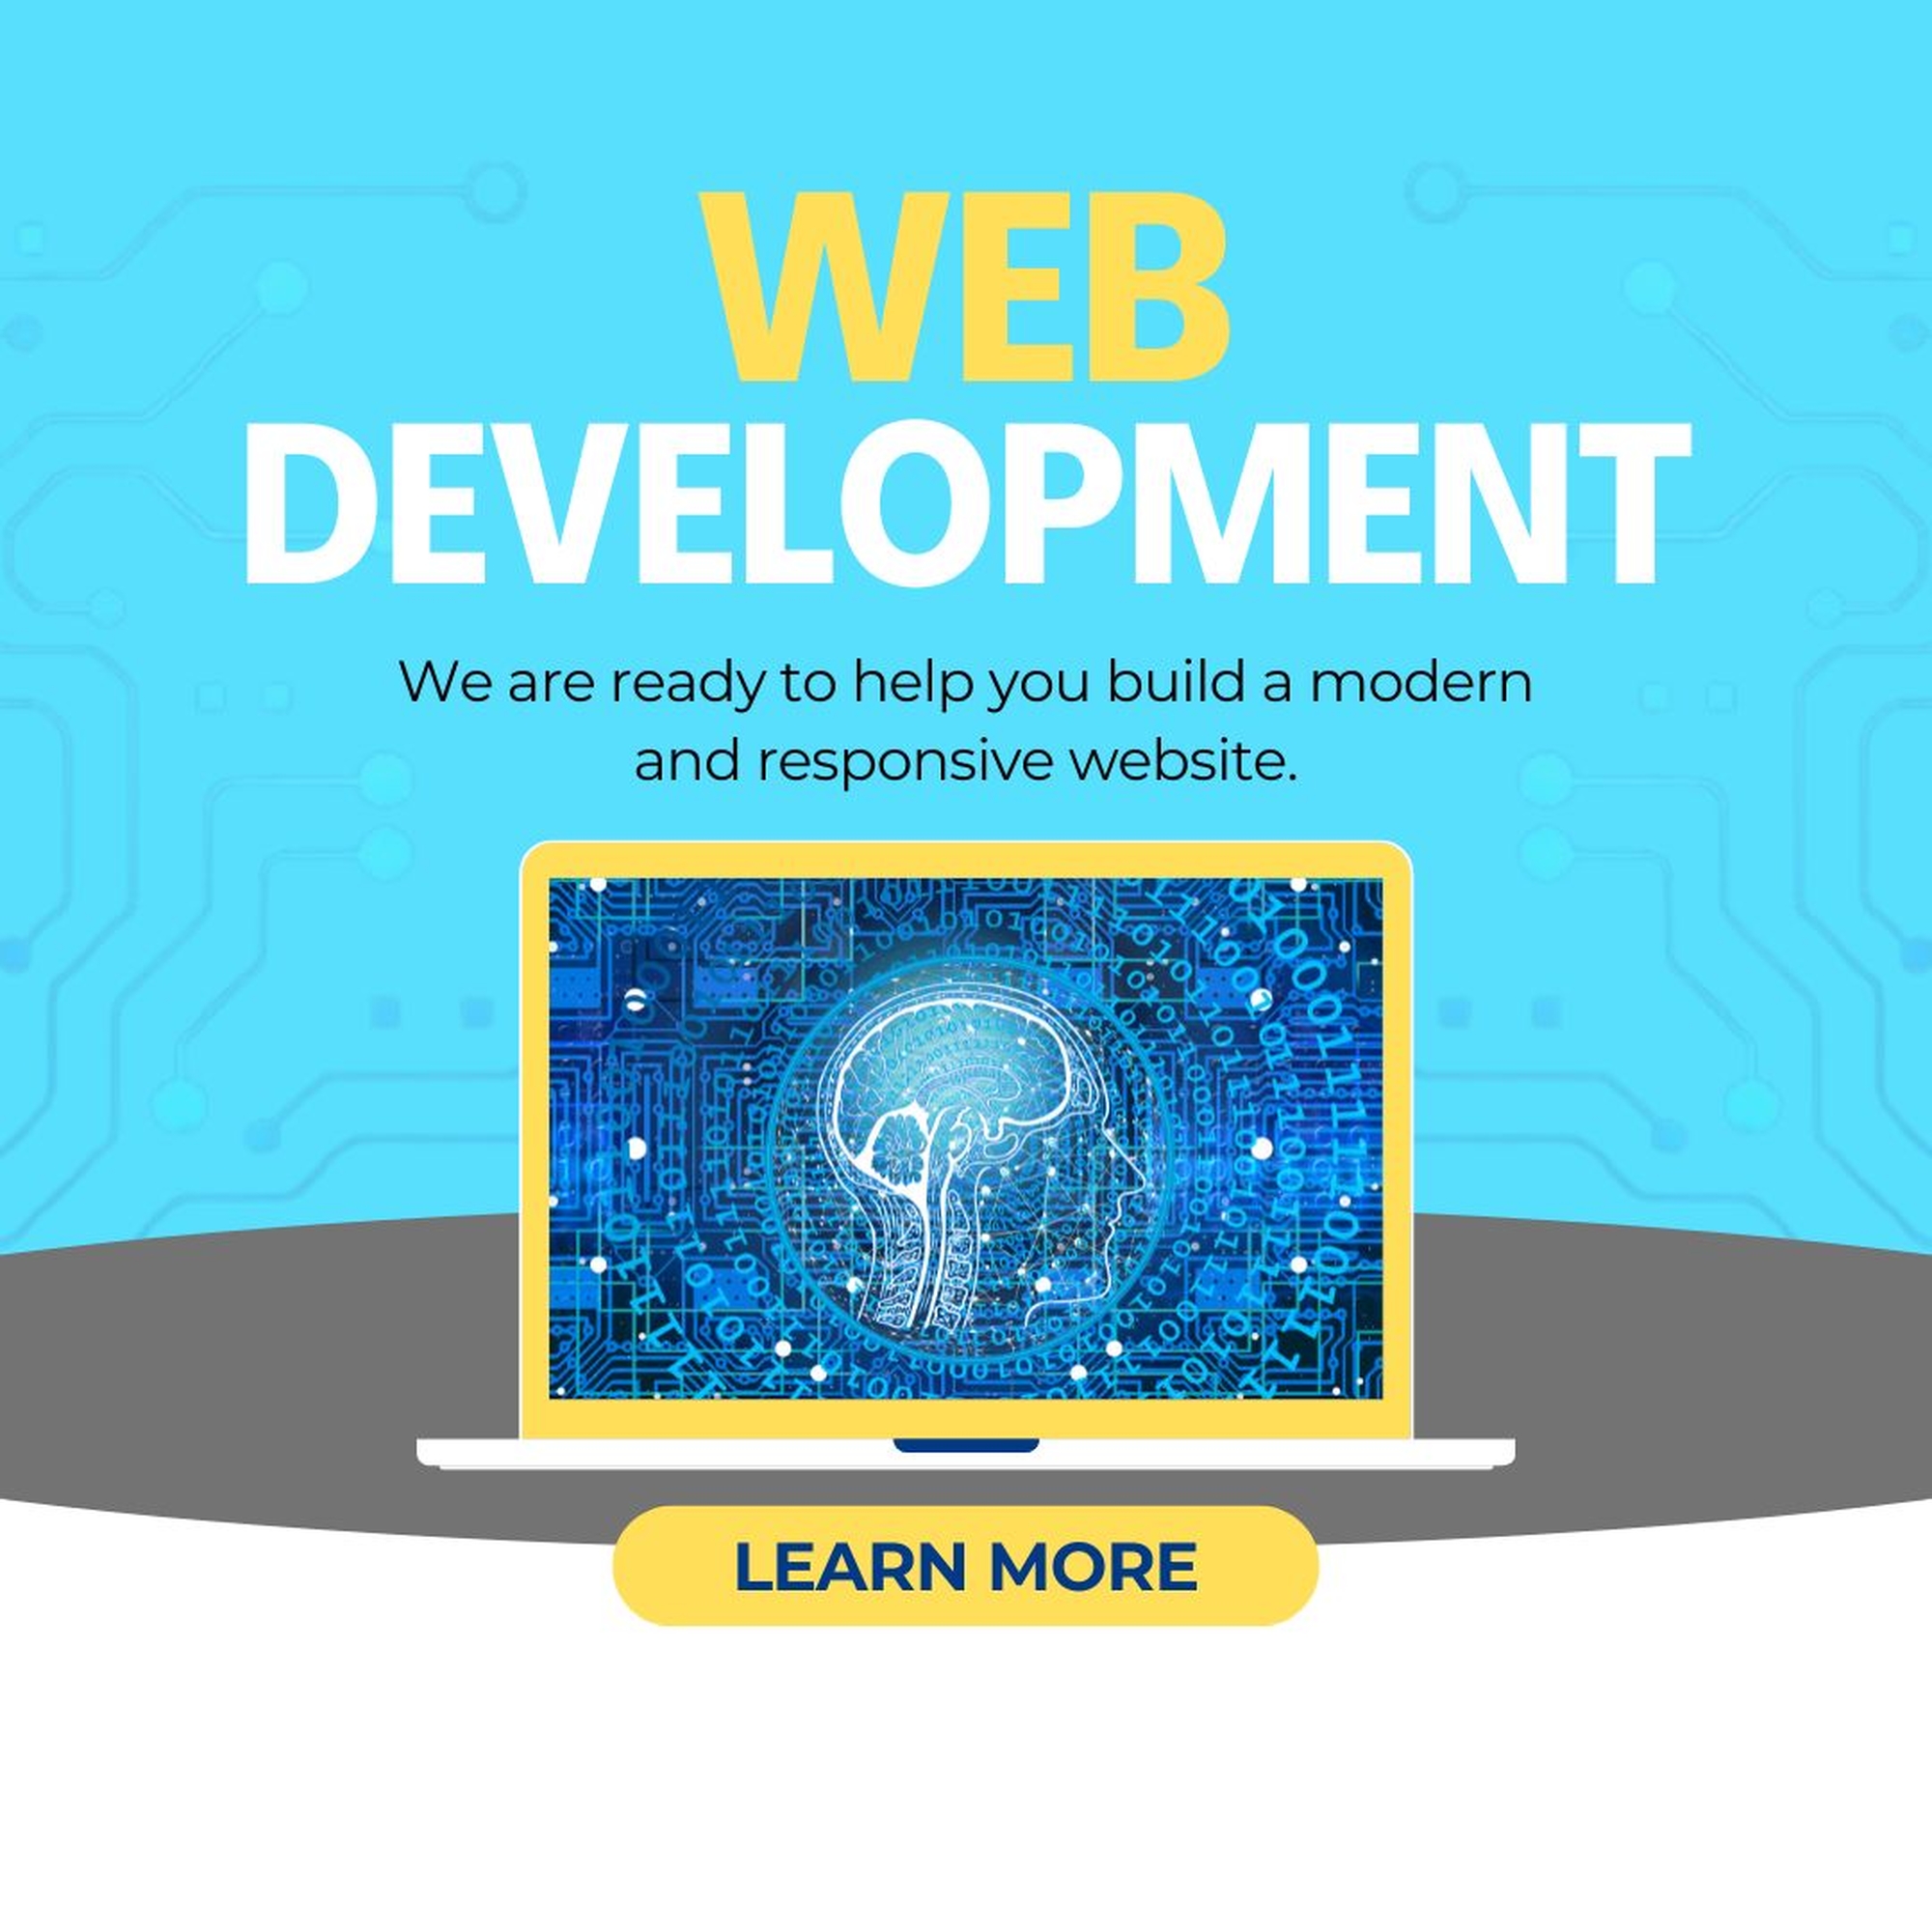 WEB
DEVELOPMENT
We are ready to help you build a modern
and responsive website.
LEARN MORE